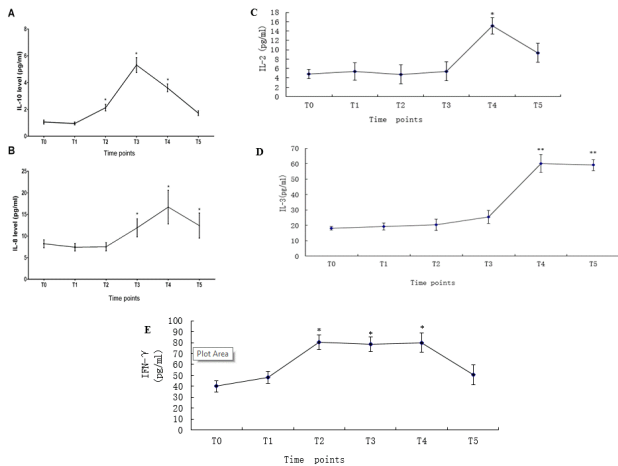 A
IL-10 level (pg/ml)
8
6
4
2
0
*
*
*
T0 T1 T2 T3 T4 T5
Time points
B
IL-8 level (pg/ml)
25
20
15
10
5
0
*
*
*
T0 T1 T2 T3 T4 T5
Time points
C
IL-2 (pg/ml)
18
16
14
12
10
8
6
4
2
0
*
T0 T1 T2 T3 T4 T5
Time points
D
IL-3(pg/ml)
70
60
50
40
30
20
10
0
**
**
T0 T1 T2 T3 T4 T5
Time points
E
IFN-γ
(pg/ml)
100
90
80
70
60
50
40
30
20
10
0
*
*
*
Plot Area
T0 T1 T2 T3 T4 T5
Time points